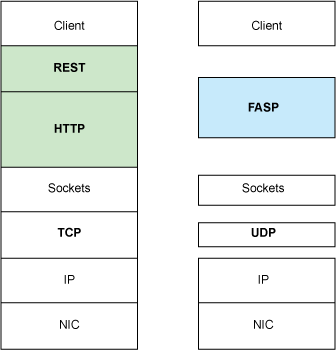 Client
REST
HTTP
Sockets
TCP
IP
NIC
Client
FASP
Sockets
UDP
IP
NIC